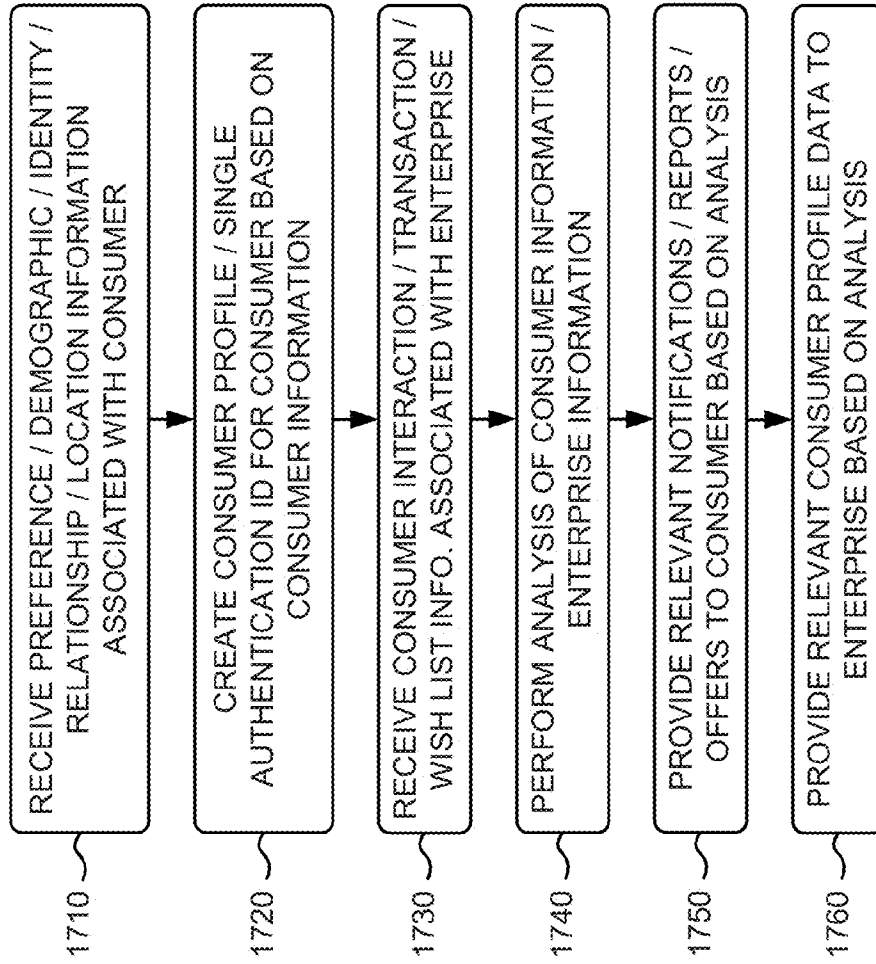 RECEIVE PREFERENCE / DEMOGRAPHIC / IDENTITY /
RELATIONSHIP / LOCATION INFORMATION
ASSOCIATED WITH CONSUMER
1710
CREATE CONSUMER PROFILE / SINGLE
AUTHENTICATION ID FOR CONSUMER BASED ON
CONSUMER INFORMATION
1720
RECEIVE CONSUMER INTERACTION / TRANSACTION /
WISH LIST INFO. ASSOCIATED WITH ENTERPRISE
1730
PERFORM ANALYSIS OF CONSUMER INFORMATION /
ENTERPRISE INFORMATION
1740
PROVIDE RELEVANT NOTIFICATIONS / REPORTS /
OFFERS TO CONSUMER BASED ON ANALYSIS
1750
PROVIDE RELEVANT CONSUMER PROFILE DATA TO
ENTERPRISE BASED ON ANALYSIS
1760